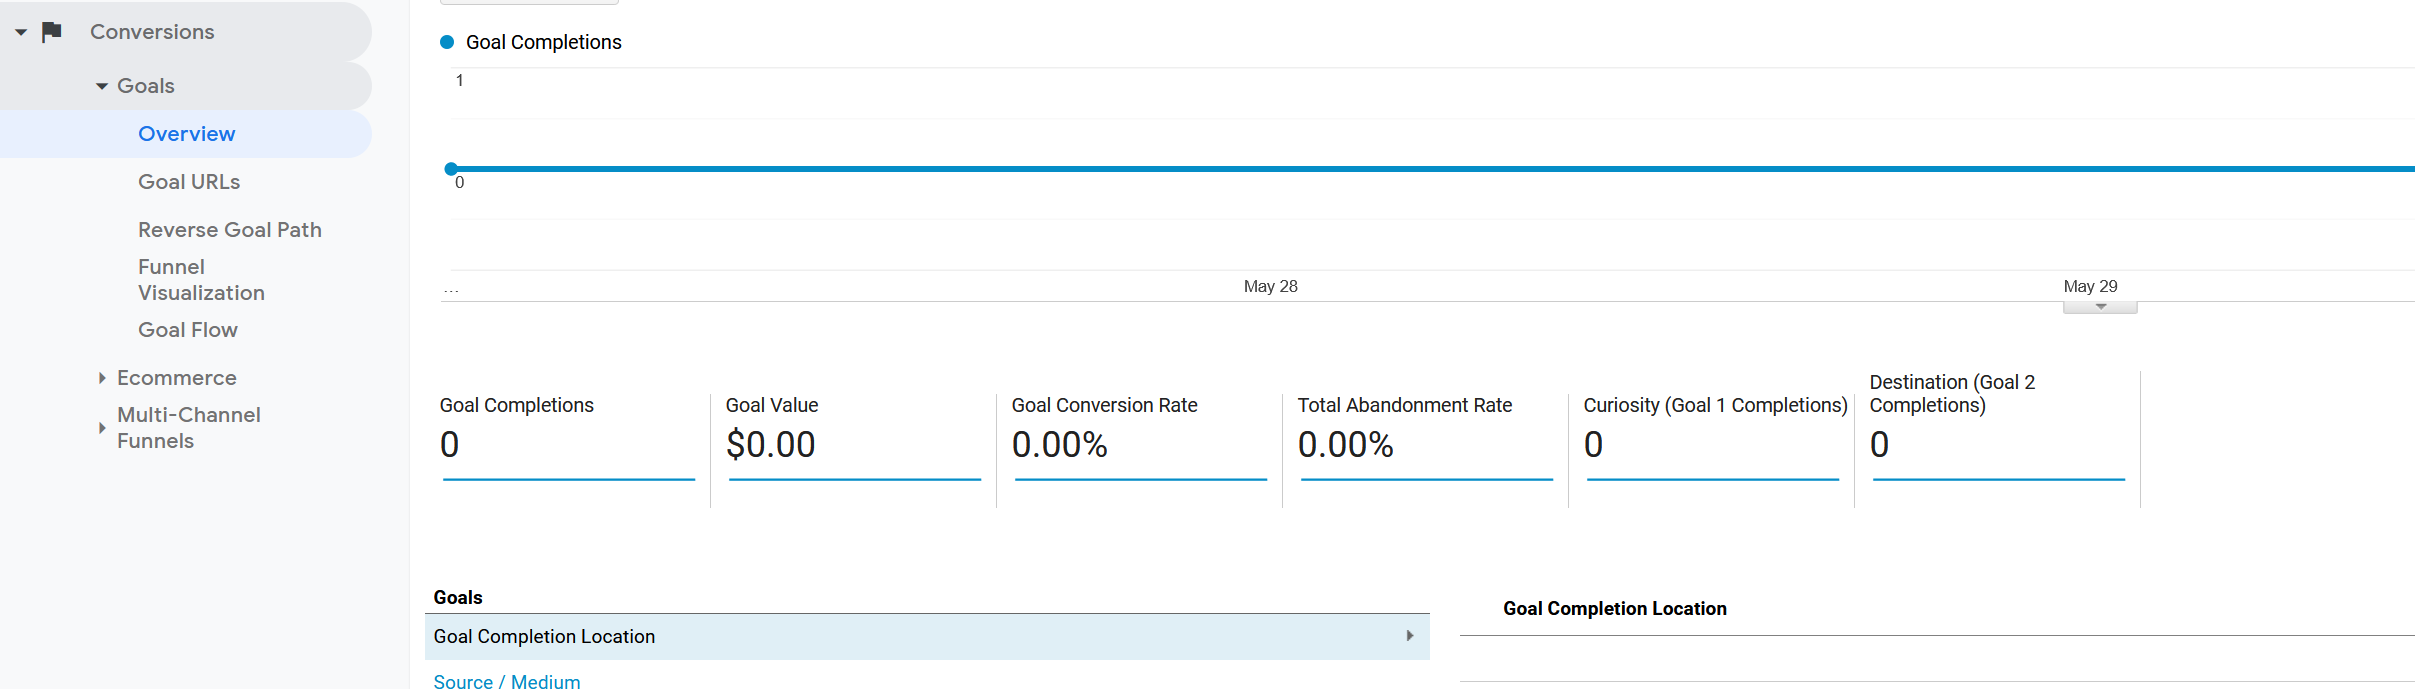 Conversions
Goals
Overview
Goal URLs
Reverse Goal Path
Funnel
Visualization
Goal Flow
Ecommerce
Multi-Channel
Funnels
Goal Completions
1
0
...
May 28
May 29
Goal Completions
0
Goal Value
$0.00
Goal Conversion Rate
0.00%
Total Abandonment Rate
0.00%
Curiosity (Goal 1 Completions)
0
Destination (Goal 2
Completions)
0
Goals
Goal Completion Location
Source / Medium
Goal Completion Location